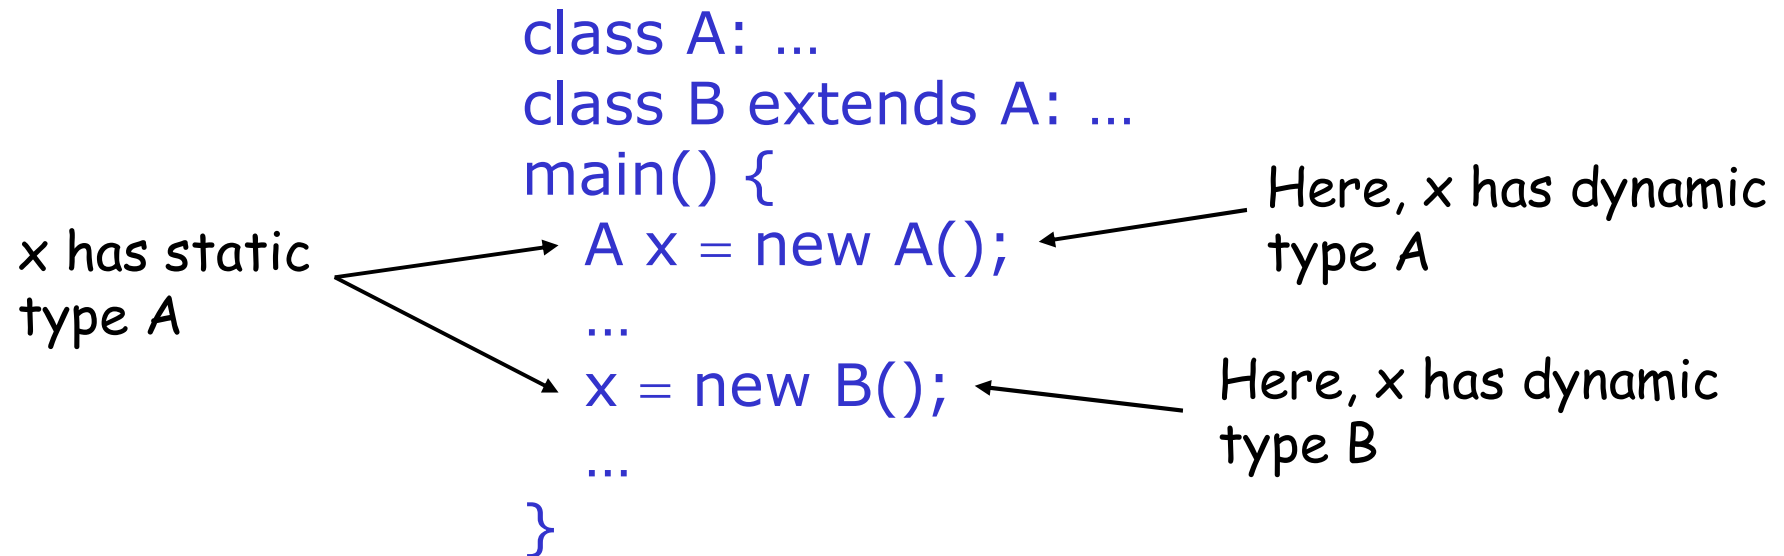 class A: …
class B extends A: …
main() {
A x = new A();
…
x = new B();
…
}
x has static
type A
Here, x has dynamic
type A
Here, x has dynamic
type B